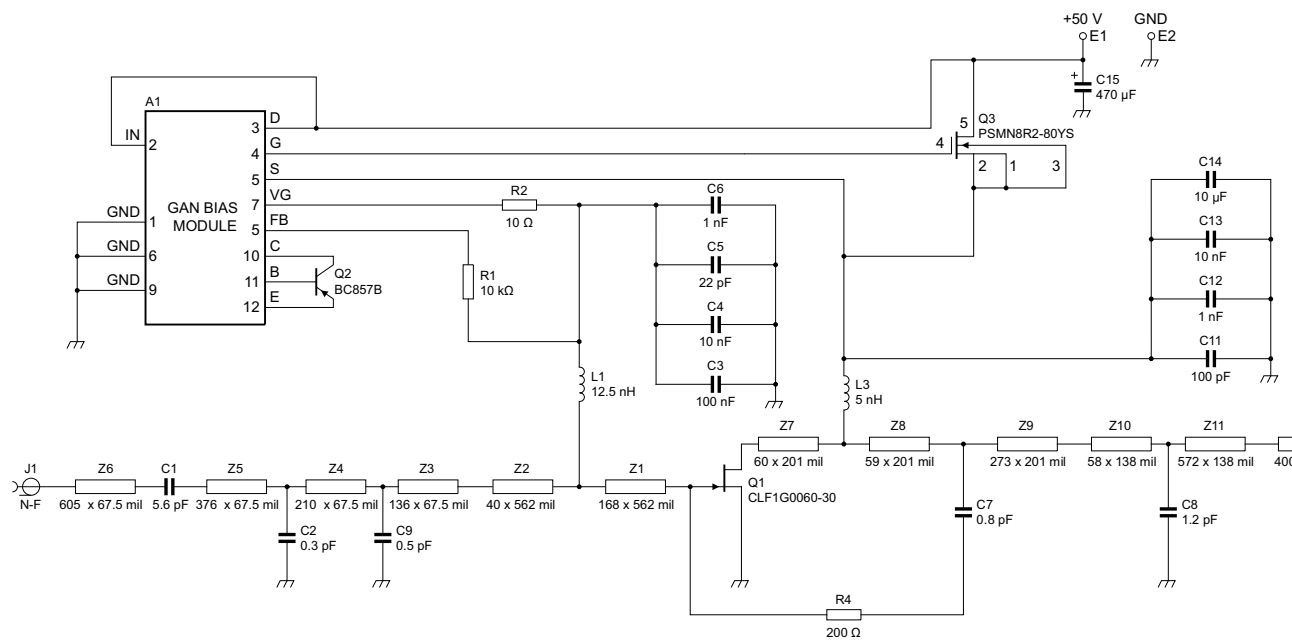 +50 V
GND
E1
E2
C15
470 µF
A1
IN
2
3
D
4
G
5
S
7
VG
5
FB
10
C
11
B
12
E
GAN BIAS
MODULE
GND
1
GND
6
GND
9
Q2
BC857B
R2
10 Ω
R1
10 kΩ
L1
12.5 nH
C6
1 nF
C5
22 pF
C4
10 nF
C3
100 nF
Q3
PSMN8R2-80YS
5
4
2
1
3
C14
10 µF
C13
10 nF
C12
1 nF
C11
100 pF
L3
5 nH
Z7
60 x 201 mil
Z8
59 x 201 mil
Z9
273 x 201 mil
Z10
58 x 138 mil
Z11
572 x 138 mil
400
J1
N-F
Z6
605 x 67.5 mil
C1
5.6 pF
Z5
376 x 67.5 mil
Z4
210 x 67.5 mil
Z3
136 x 67.5 mil
Z2
40 x 562 mil
Z1
168 x 562 mil
Q1
CLF1G0060-30
C2
0.3 pF
C9
0.5 pF
C7
0.8 pF
C8
1.2 pF
R4
200 Ω